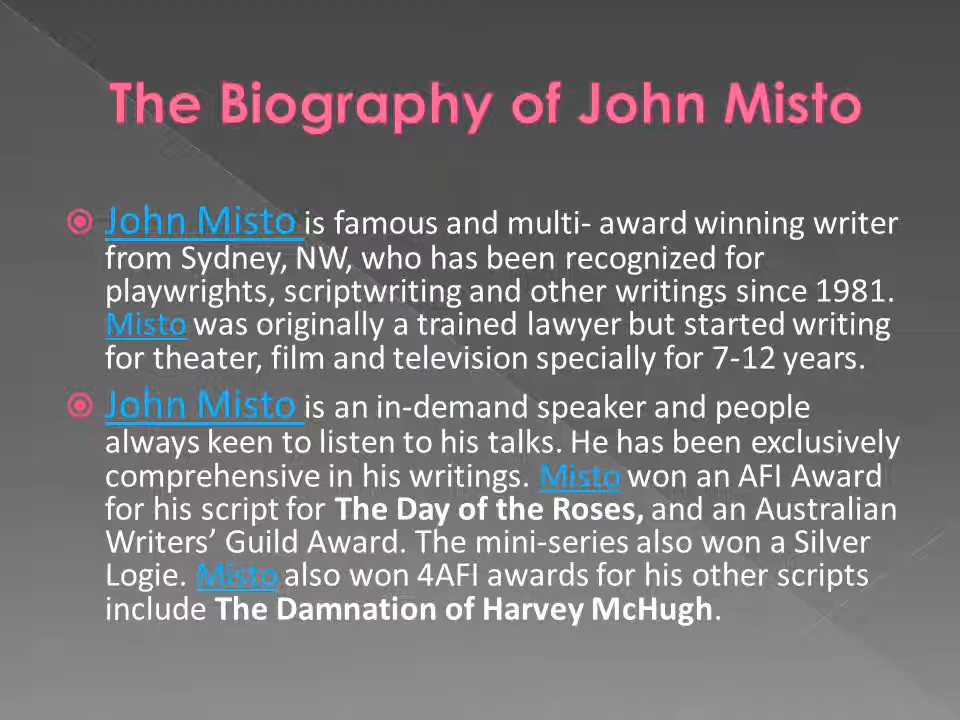 The Biography of John Misto
John Misto is famous and multi- award winning writer
from Sydney, NW, who has been recognized for
playwrights, scriptwriting and other writings since 1981.
Misto was originally a trained lawyer but started writing
for theater, film and television specially for 7-12 years.
John Misto is an in-demand speaker and people
always keen to listen to his talks. He has been exclusively
comprehensive in his writings. Misto won an AFI Award
for his script for The Day of the Roses, and an Australian
Writers’ Guild Award. The mini-series also won a Silver
Logie. Misto also won 4AFI awards for his other scripts
include The Damnation of Harvey McHugh.